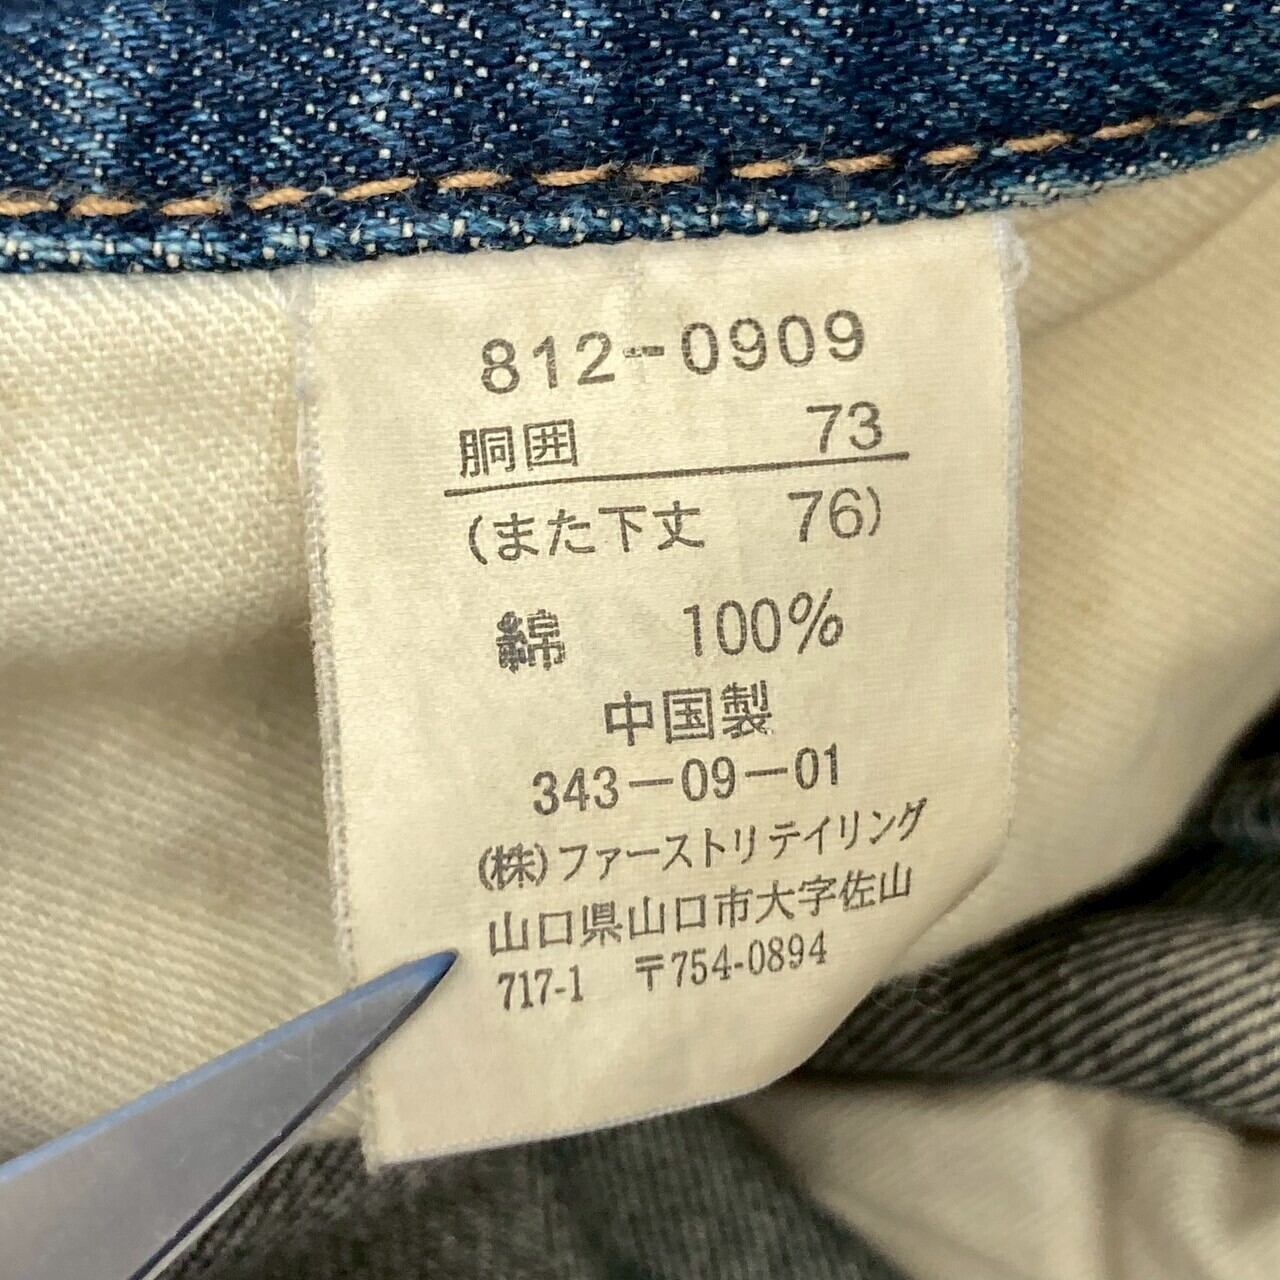 812-0909
胴囲 73
(また下丈 76)
綿 100%
中国製
343-09-01
(株)ファーストリテイリング
山口県山口市大字佐山
717-1 〒754-0894